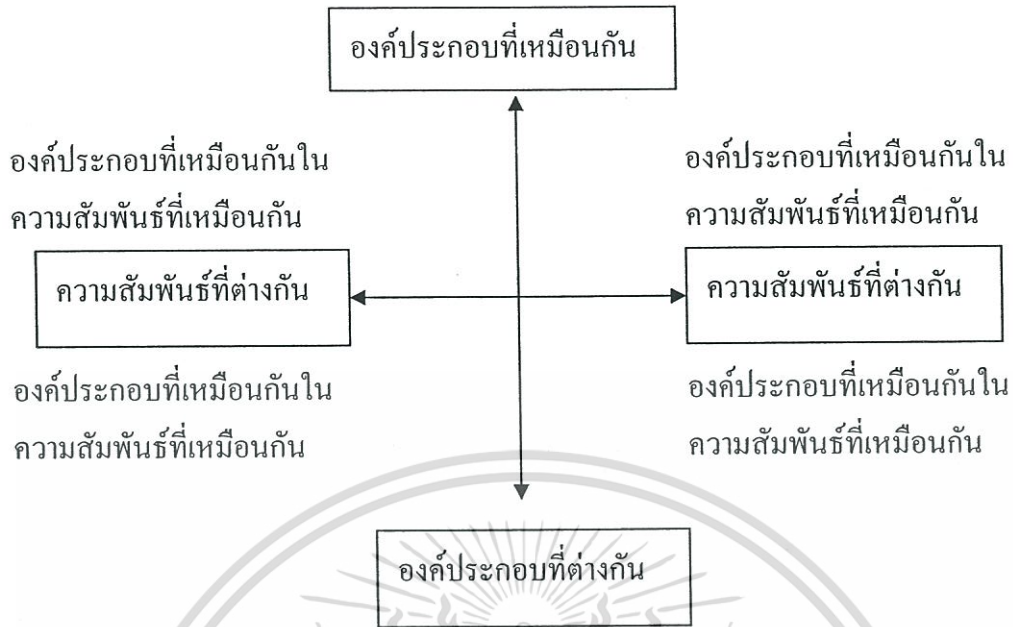 องค์ประกอบที่เหมือนกัน
องค์ประกอบที่เหมือนกันใน
ความสัมพันธ์ที่เหมือนกัน
องค์ประกอบที่เหมือนกันใน
ความสัมพันธ์ที่เหมือนกัน
ความสัมพันธ์ที่ต่างกัน
ความสัมพันธ์ที่ต่างกัน
องค์ประกอบที่เหมือนกันใน
ความสัมพันธ์ที่เหมือนกัน
องค์ประกอบที่เหมือนกันใน
ความสัมพันธ์ที่เหมือนกัน
องค์ประกอบที่ต่างกัน